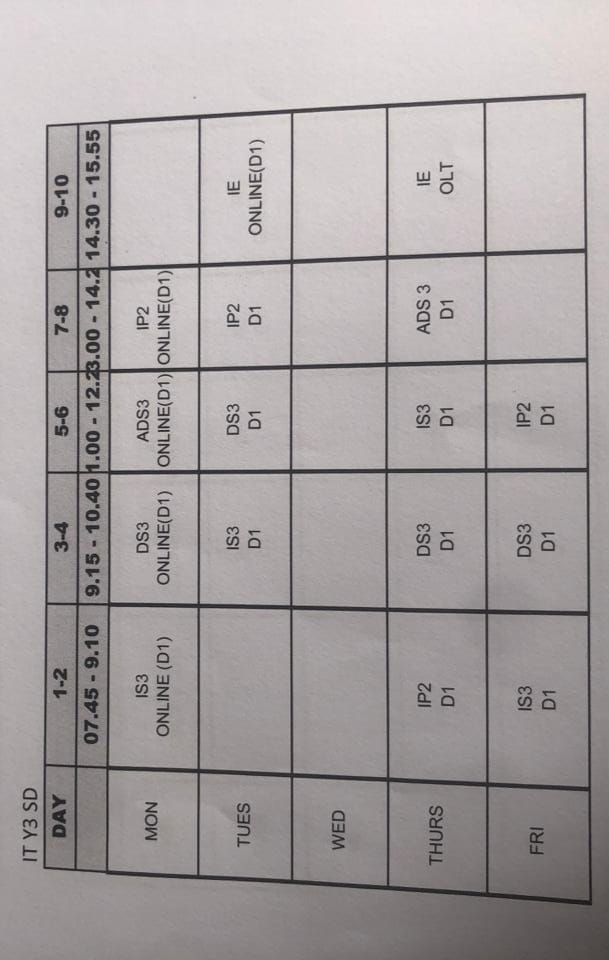 IT Y3 SD
DAY 1-2 3-4 5-6 7-8 9-10
07.45 - 9.10 9.15 - 10.40 1.00 - 12.2 3.00 - 14.2 14.30 - 15.55
MON IS3 DS3 ADS3 IP2
ONLINE (D1) ONLINE(D1) ONLINE(D1) ONLINE(D1)
TUES IS3 DS3 IP2 IE
D1 D1 D1 ONLINE(D1)
WED
THURS IP2 DS3 IS3 ADS 3 IE
D1 D1 D1 D1 OLT
FRI IS3 DS3 IP2
D1 D1 D1